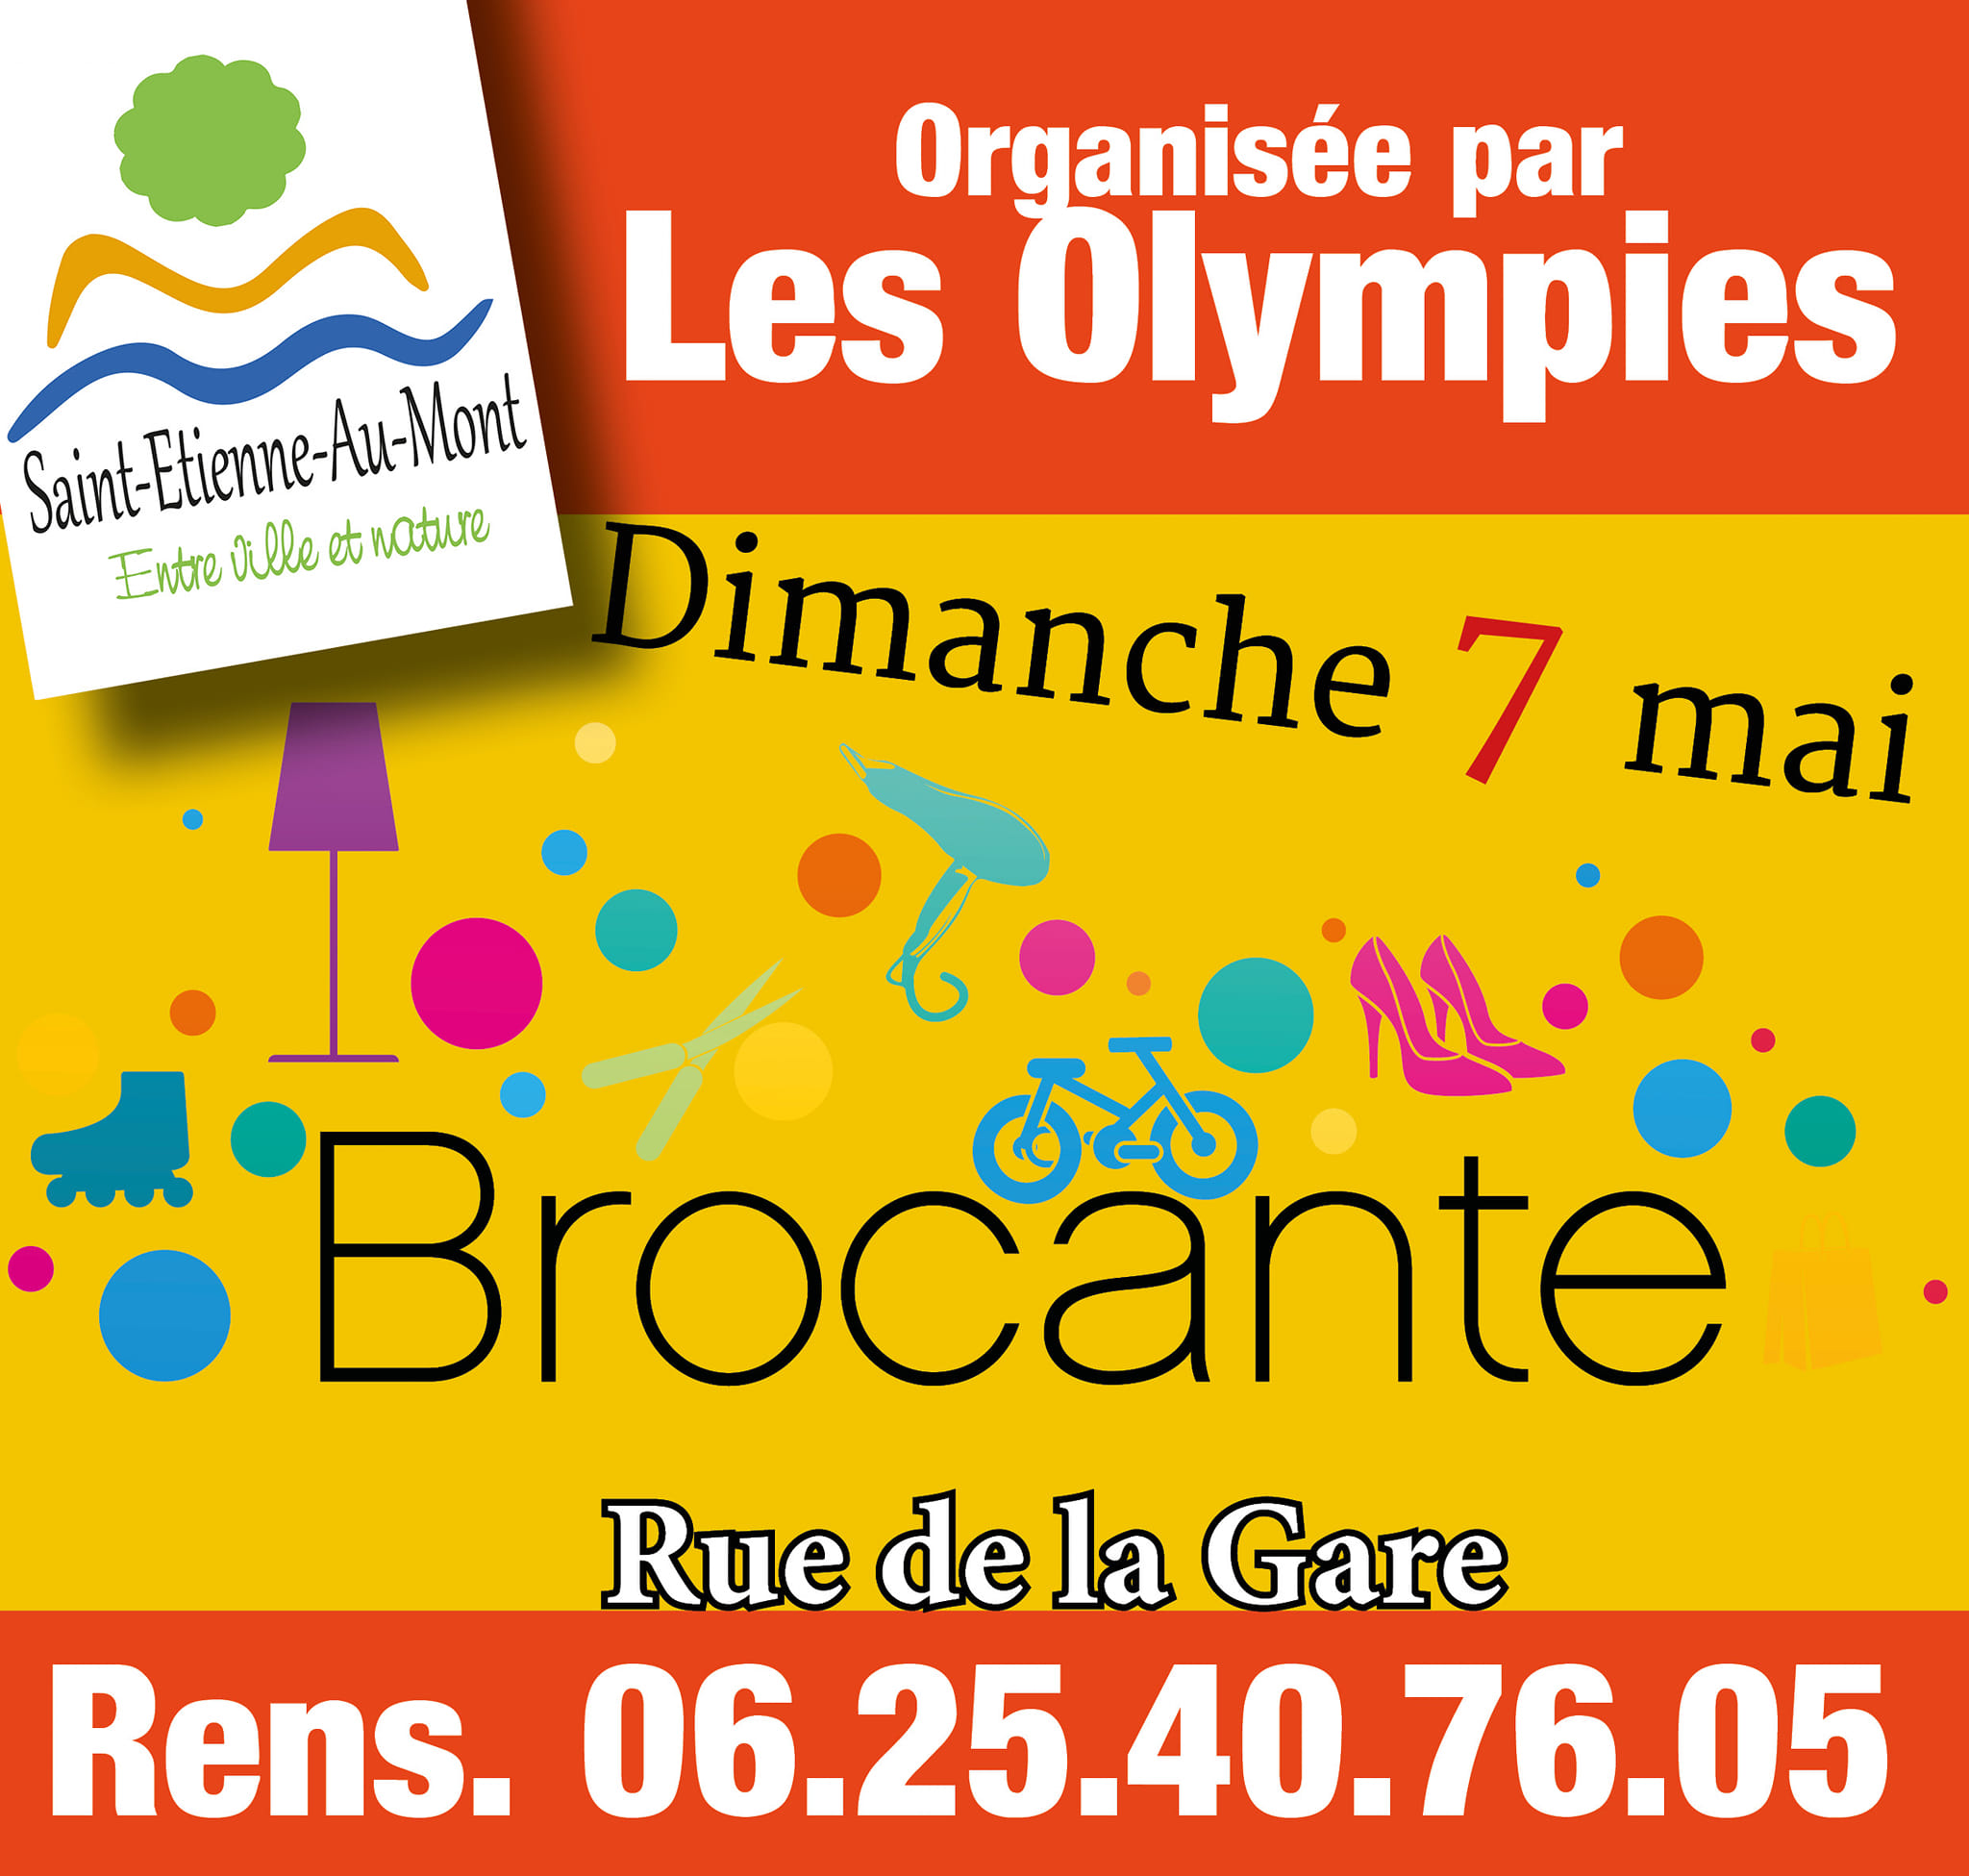 Organisée par
Les Olympies
Saint-Etienne-Au-Mont
Entre ville et nature
Dimanche 7 mai
Brocante
Rue de la Gare
Rens. 06.25.40.76.05